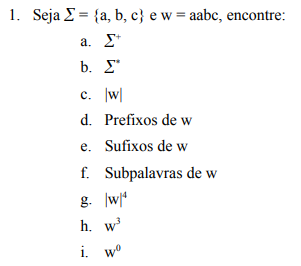 1. Seja Σ = {a, b, c} e w = aabc, encontre:
a. Σ⁺
b. Σ*
c. |w|
d. Prefixos de w
e. Sufixos de w
f. Subpalavras de w
g. |w|⁴
h. w³
i. w⁰